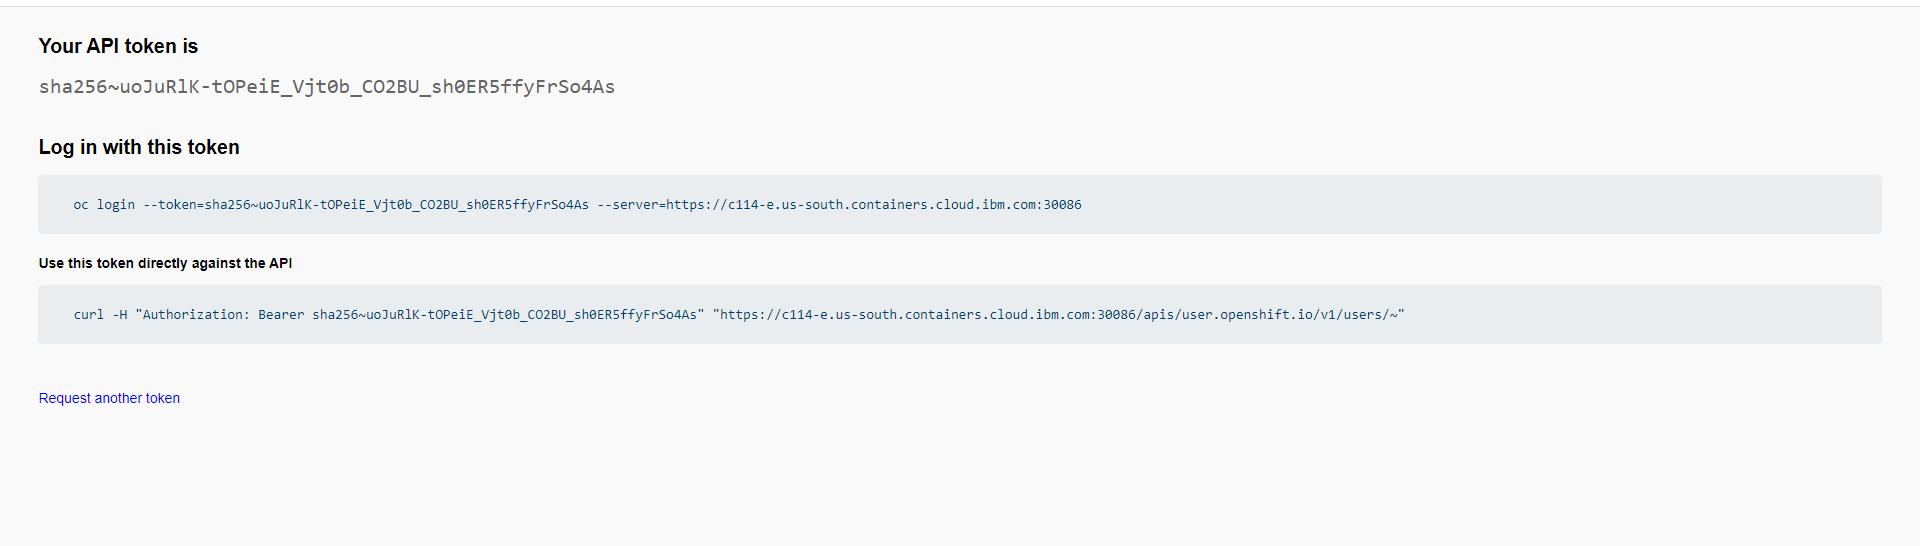 Your API token is
sha256~uoJuRlK-tOPeiE_Vjt0b_CO2BU_sh0ER5ffyFrSo4As
Log in with this token
oc login --token=sha256~uoJuRlK-tOPeiE_Vjt0b_CO2BU_sh0ER5ffyFrSo4As --server=https://c114-e.us-south.containers.cloud.ibm.com:30086
Use this token directly against the API
curl -H "Authorization: Bearer sha256~uoJuRlK-tOPeiE_Vjt0b_CO2BU_sh0ER5ffyFrSo4As" "https://c114-e.us-south.containers.cloud.ibm.com:30086/apis/user.openshift.io/v1/users/~"
Request another token